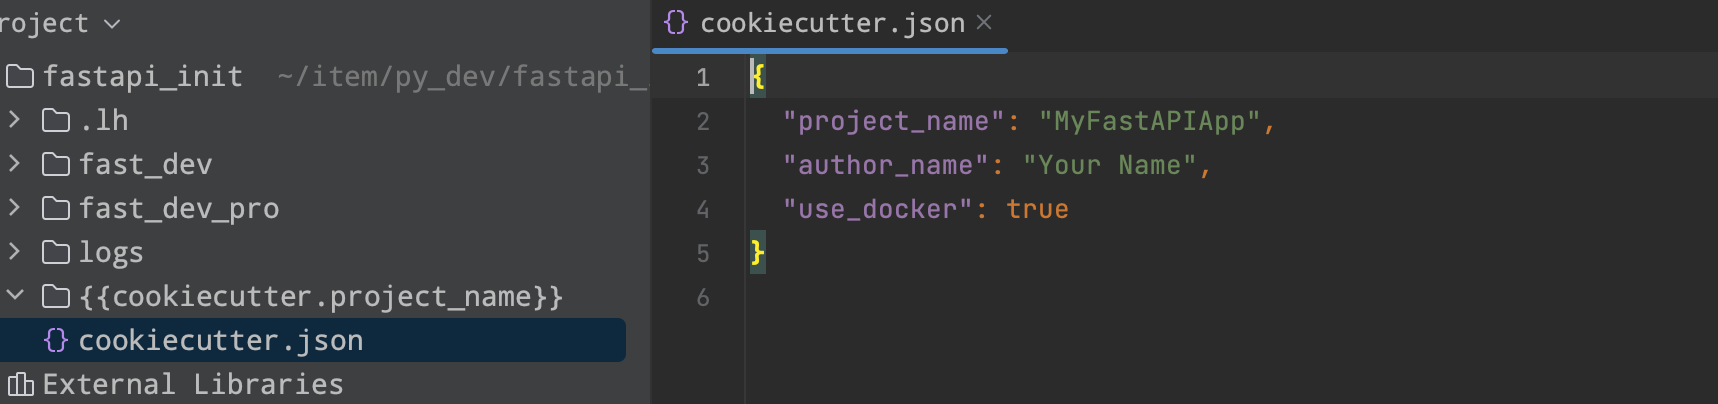 roject
fastapi_init ~/item/py_dev/fastapi_
.lh
fast_dev
fast_dev_pro
logs
{{cookiecutter.project_name}}
cookiecutter.json
External Libraries
cookiecutter.json
1 {
2 "project_name": "MyFastAPIApp",
3 "author_name": "Your Name",
4 "use_docker": true
5 }
6